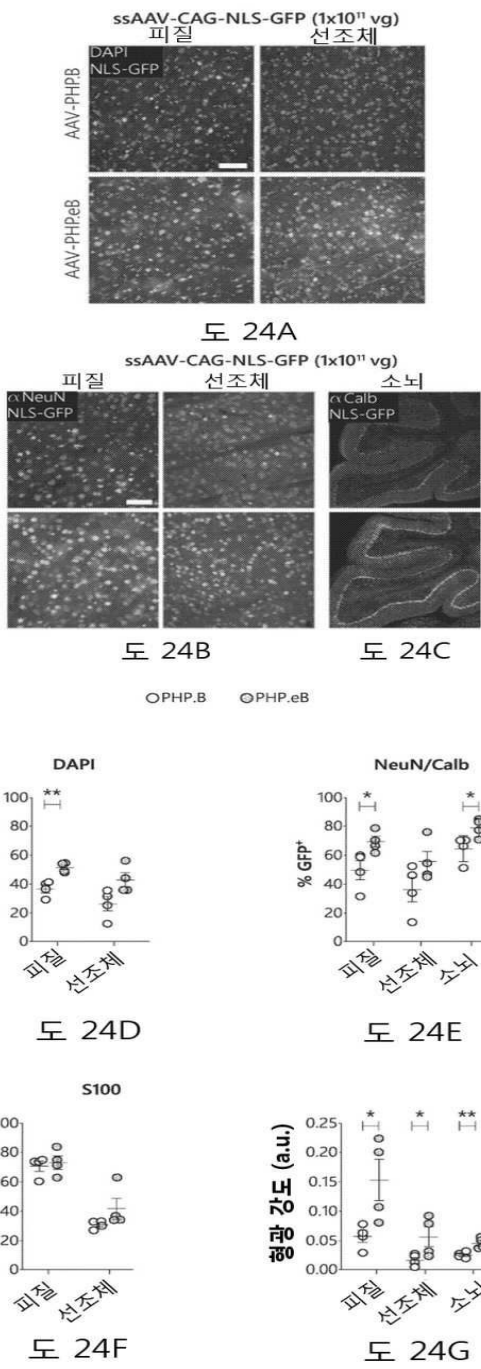 ssAAV-CAG-NLS-GFP (1x10¹¹ vg)
피질 선조체
DAPI
NLS-GFP
AAV-PHP.B
AAV-PHP.eB
도 24A
ssAAV-CAG-NLS-GFP (1x10¹¹ vg)
피질 선조체 소뇌
αNeuN
NLS-GFP
αCalb
NLS-GFP
도 24B 도 24C
PHP.B PHP.eB
DAPI
**
100
80
60
40
20
0
피질 선조체
도 24D
NeuN/Calb
* *
% GFP⁺
100
80
60
40
20
0
피질 선조체 소뇌
도 24E
S100
00
80
60
40
20
0
피질 선조체
도 24F
* * **
형광 강도 (a.u.)
0.25
0.20
0.15
0.10
0.05
0.00
피질 선조체
도 24G